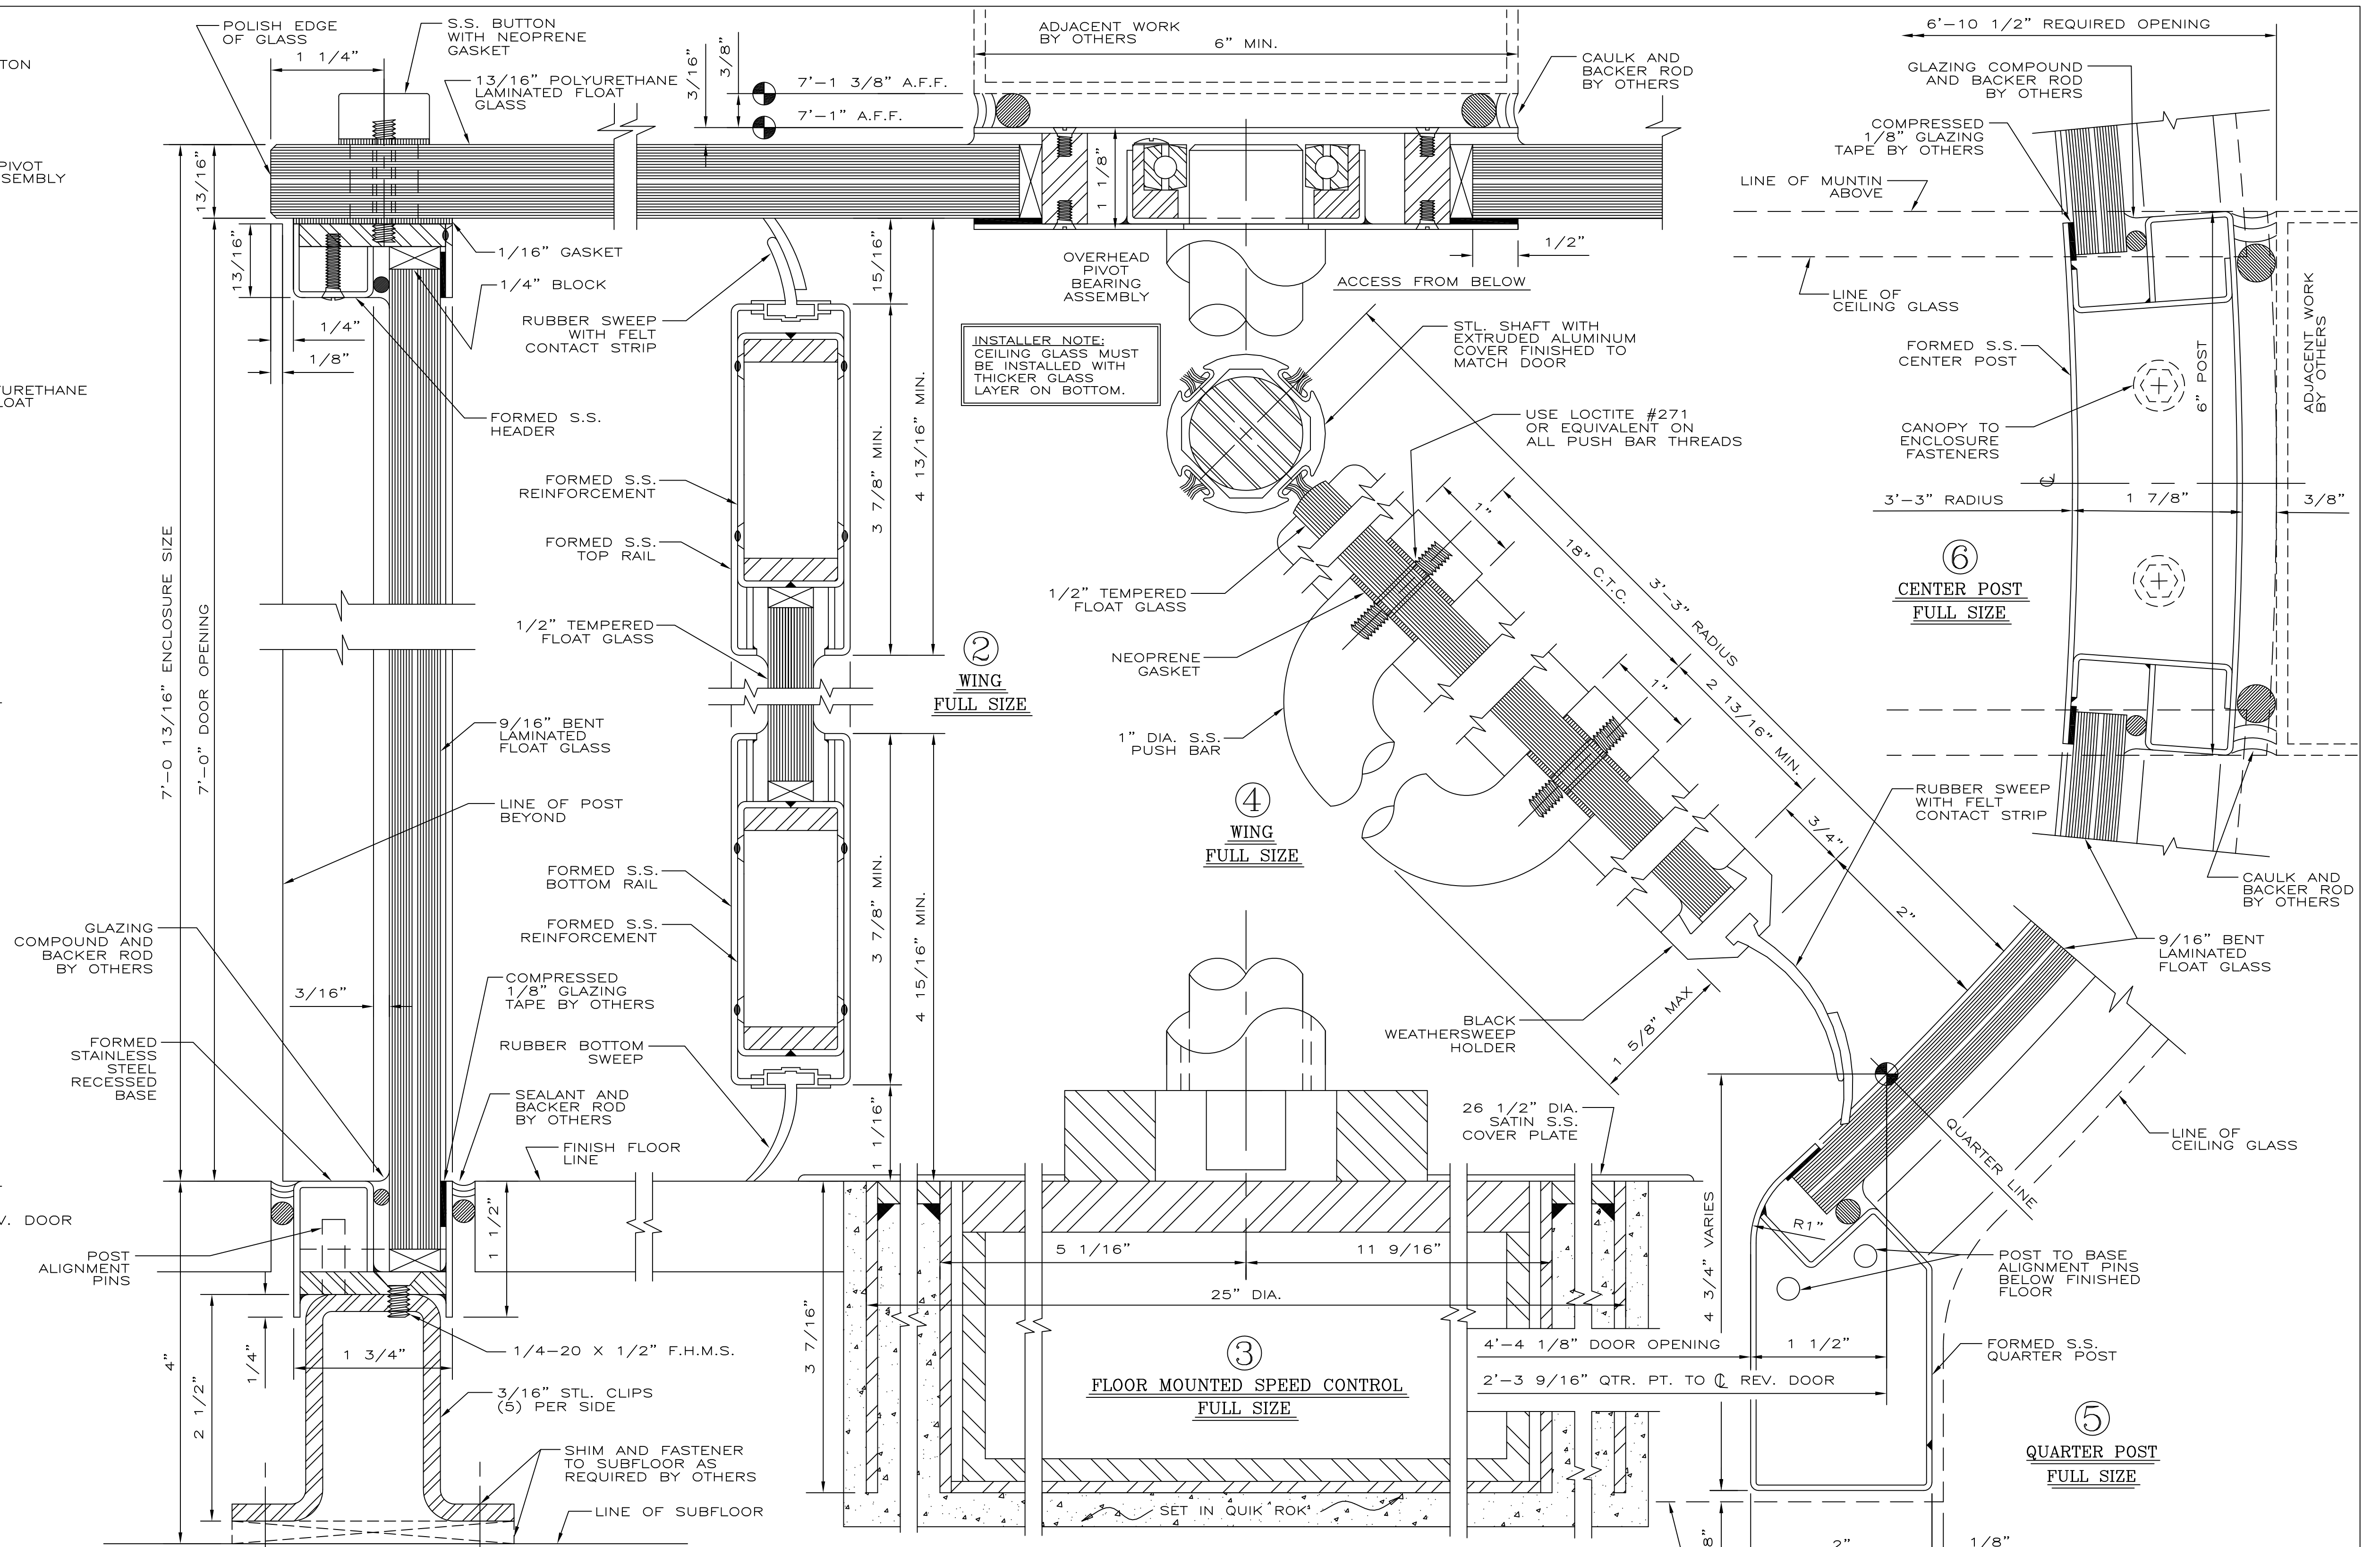 POLISH EDGE
OF GLASS
S.S. BUTTON
WITH NEOPRENE
GASKET
1 1/4”
13/16” POLYURETHANE
LAMINATED FLOAT
GLASS
3/16”
3/8”
7’-1 3/8” A.F.F.
7’-1” A.F.F.
ADJACENT WORK
BY OTHERS
6” MIN.
CAULK AND
BACKER ROD
BY OTHERS
TON
PIVOT
SEMBLY
URETHANE
LOAT
V. DOOR
13/16”
13/16”
1/16” GASKET
1/4” BLOCK
1/4”
1/8”
FORMED S.S.
HEADER
7’-0 13/16” ENCLOSURE SIZE
7’-0” DOOR OPENING
9/16” BENT
LAMINATED
FLOAT GLASS
LINE OF POST
BEYOND
GLAZING
COMPOUND AND
BACKER ROD
BY OTHERS
3/16”
COMPRESSED
1/8” GLAZING
TAPE BY OTHERS
FORMED
STAINLESS
STEEL
RECESSED
BASE
SEALANT AND
BACKER ROD
BY OTHERS
FINISH FLOOR
LINE
POST
ALIGNMENT
PINS
1 1/2”
1/4”
1 3/4”
1/4-20 X 1/2” F.H.M.S.
4”
2 1/2”
3/16” STL. CLIPS
(5) PER SIDE
SHIM AND FASTENER
TO SUBFLOOR AS
REQUIRED BY OTHERS
LINE OF SUBFLOOR
RUBBER SWEEP
WITH FELT
CONTACT STRIP
15/16”
3 7/8” MIN.
4 13/16” MIN.
FORMED S.S.
REINFORCEMENT
FORMED S.S.
TOP RAIL
1/2” TEMPERED
FLOAT GLASS
2
WING
FULL SIZE
FORMED S.S.
BOTTOM RAIL
FORMED S.S.
REINFORCEMENT
3 7/8” MIN.
4 15/16” MIN.
RUBBER BOTTOM
SWEEP
1 1/16”
1 1/8”
OVERHEAD
PIVOT
BEARING
ASSEMBLY
1/2”
ACCESS FROM BELOW
INSTALLER NOTE:
CEILING GLASS MUST
BE INSTALLED WITH
THICKER GLASS
LAYER ON BOTTOM.
STL. SHAFT WITH
EXTRUDED ALUMINUM
COVER FINISHED TO
MATCH DOOR
USE LOCTITE #271
OR EQUIVALENT ON
ALL PUSH BAR THREADS
1”
18” C.T.C.
3’-3” RADIUS
1/2” TEMPERED
FLOAT GLASS
NEOPRENE
GASKET
1”
2 13/16” MIN.
1” DIA. S.S.
PUSH BAR
4
WING
FULL SIZE
3/4”
2”
RUBBER SWEEP
WITH FELT
CONTACT STRIP
BLACK
WEATHERSWEEP
HOLDER
1 5/8” MAX
26 1/2” DIA.
SATIN S.S.
COVER PLATE
5 1/16”
11 9/16”
25” DIA.
3 7/16”
3
FLOOR MOUNTED SPEED CONTROL
FULL SIZE
SET IN QUIK ROK
6’-10 1/2” REQUIRED OPENING
GLAZING COMPOUND
AND BACKER ROD
BY OTHERS
COMPRESSED
1/8” GLAZING
TAPE BY OTHERS
LINE OF MUNTIN
ABOVE
LINE OF
CEILING GLASS
FORMED S.S.
CENTER POST
6” POST
ADJACENT WORK
BY OTHERS
CANOPY TO
ENCLOSURE
FASTENERS
℄
3’-3” RADIUS
1 7/8”
3/8”
6
CENTER POST
FULL SIZE
CAULK AND
BACKER ROD
BY OTHERS
9/16” BENT
LAMINATED
FLOAT GLASS
LINE OF
CEILING GLASS
QUARTER LINE
4 3/4” VARIES
R1”
POST TO BASE
ALIGNMENT PINS
BELOW FINISHED
FLOOR
4’-4 1/8” DOOR OPENING
1 1/2”
2’-3 9/16” QTR. PT. TO ℄ REV. DOOR
FORMED S.S.
QUARTER POST
5
QUARTER POST
FULL SIZE
8”
2”
1/8”